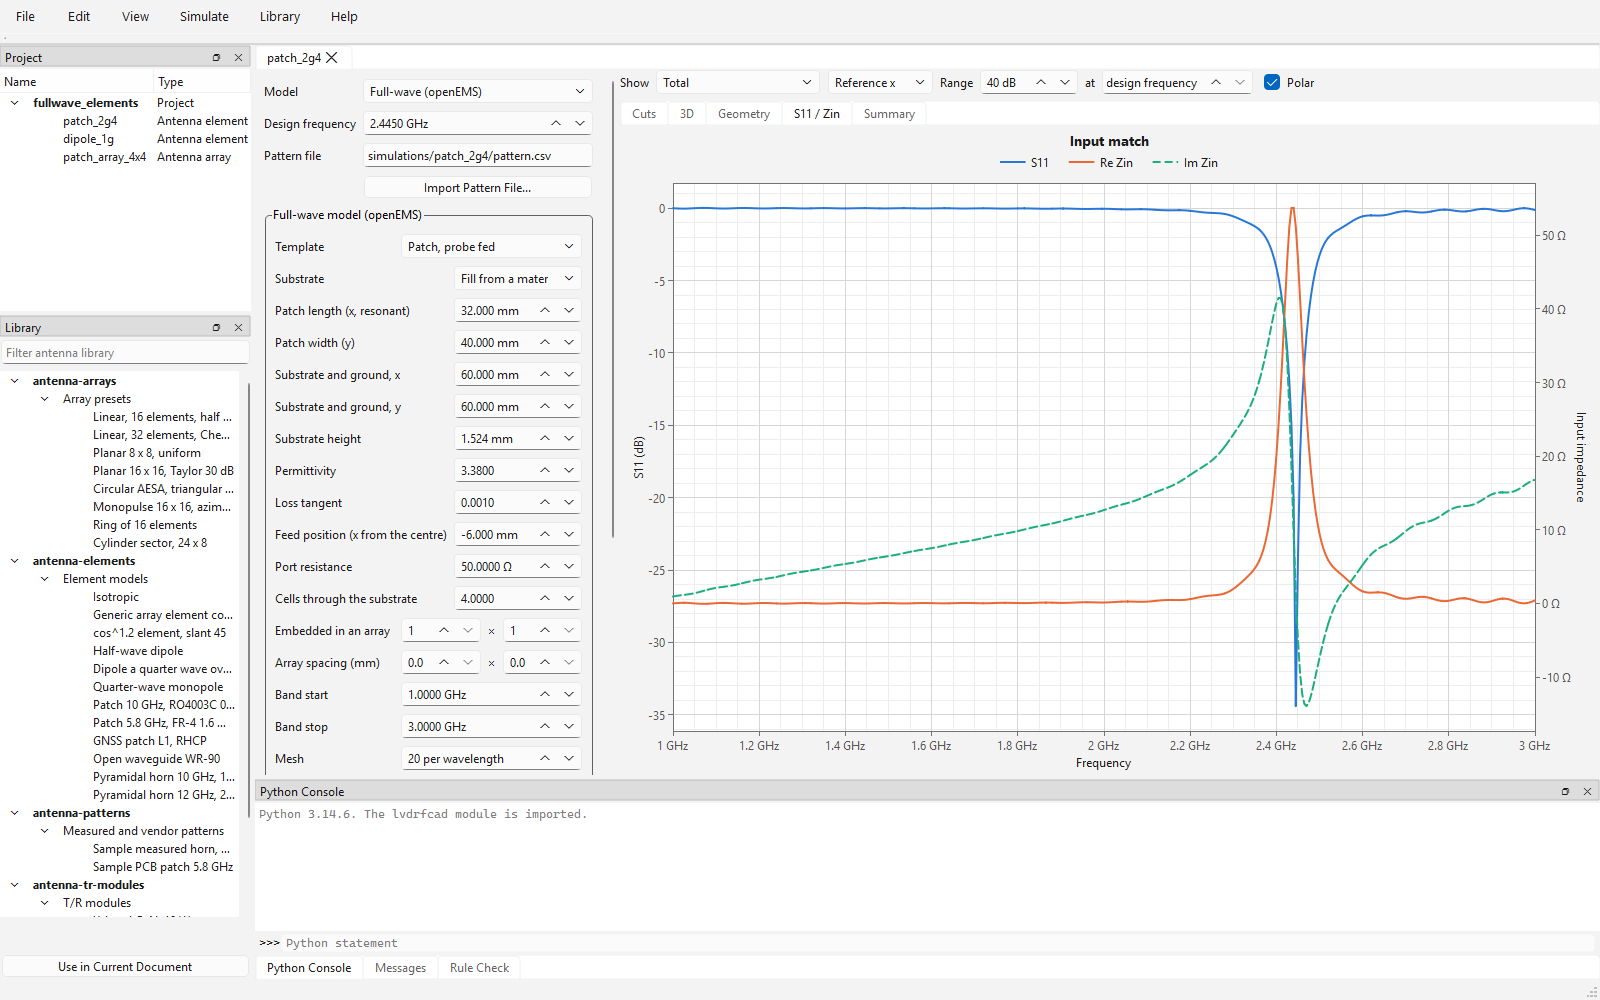 File Edit View Simulate Library Help
Project
Name Type
fullwave_elements Project
patch_2g4 Antenna element
dipole_1g Antenna element
patch_array_4x4 Antenna array
Library
Filter antenna library
antenna-arrays
Array presets
Linear, 16 elements, half ...
Linear, 32 elements, Che...
Planar 8 x 8, uniform
Planar 16 x 16, Taylor 30 dB
Circular AESA, triangular ...
Monopulse 16 x 16, azim...
Ring of 16 elements
Cylinder sector, 24 x 8
antenna-elements
Element models
Isotropic
Generic array element co...
cos^1.2 element, slant 45
Half-wave dipole
Dipole a quarter wave ov...
Quarter-wave monopole
Patch 10 GHz, RO4003C 0...
Patch 5.8 GHz, FR-4 1.6 ...
GNSS patch L1, RHCP
Open waveguide WR-90
Pyramidal horn 10 GHz, 1...
Pyramidal horn 12 GHz, 2...
antenna-patterns
Measured and vendor patterns
Sample measured horn, ...
Sample PCB patch 5.8 GHz
antenna-tr-modules
T/R modules
Use in Current Document
patch_2g4
Model Full-wave (openEMS)
Design frequency 2.4450 GHz
Pattern file simulations/patch_2g4/pattern.csv
Import Pattern File...
Full-wave model (openEMS)
Template Patch, probe fed
Substrate Fill from a mater
Patch length (x, resonant) 32.000 mm
Patch width (y) 40.000 mm
Substrate and ground, x 60.000 mm
Substrate and ground, y 60.000 mm
Substrate height 1.524 mm
Permittivity 3.3800
Loss tangent 0.0010
Feed position (x from the centre) -6.000 mm
Port resistance 50.0000 Ω
Cells through the substrate 4.0000
Embedded in an array 1 × 1
Array spacing (mm) 0.0 × 0.0
Band start 1.0000 GHz
Band stop 3.0000 GHz
Mesh 20 per wavelength
Show Total Reference x Range 40 dB at design frequency Polar
Cuts 3D Geometry S11 / Zin Summary
Input match
S11 Re Zin Im Zin
0
-5
-10
-15
-20
-25
-30
-35
S11 (dB)
50 Ω
40 Ω
30 Ω
20 Ω
10 Ω
0 Ω
-10 Ω
Input impedance
1 GHz 1.2 GHz 1.4 GHz 1.6 GHz 1.8 GHz 2 GHz 2.2 GHz 2.4 GHz 2.6 GHz 2.8 GHz 3 GHz
Frequency
Python Console
Python 3.14.6. The lvdrfcad module is imported.
>>> Python statement
Python Console Messages Rule Check